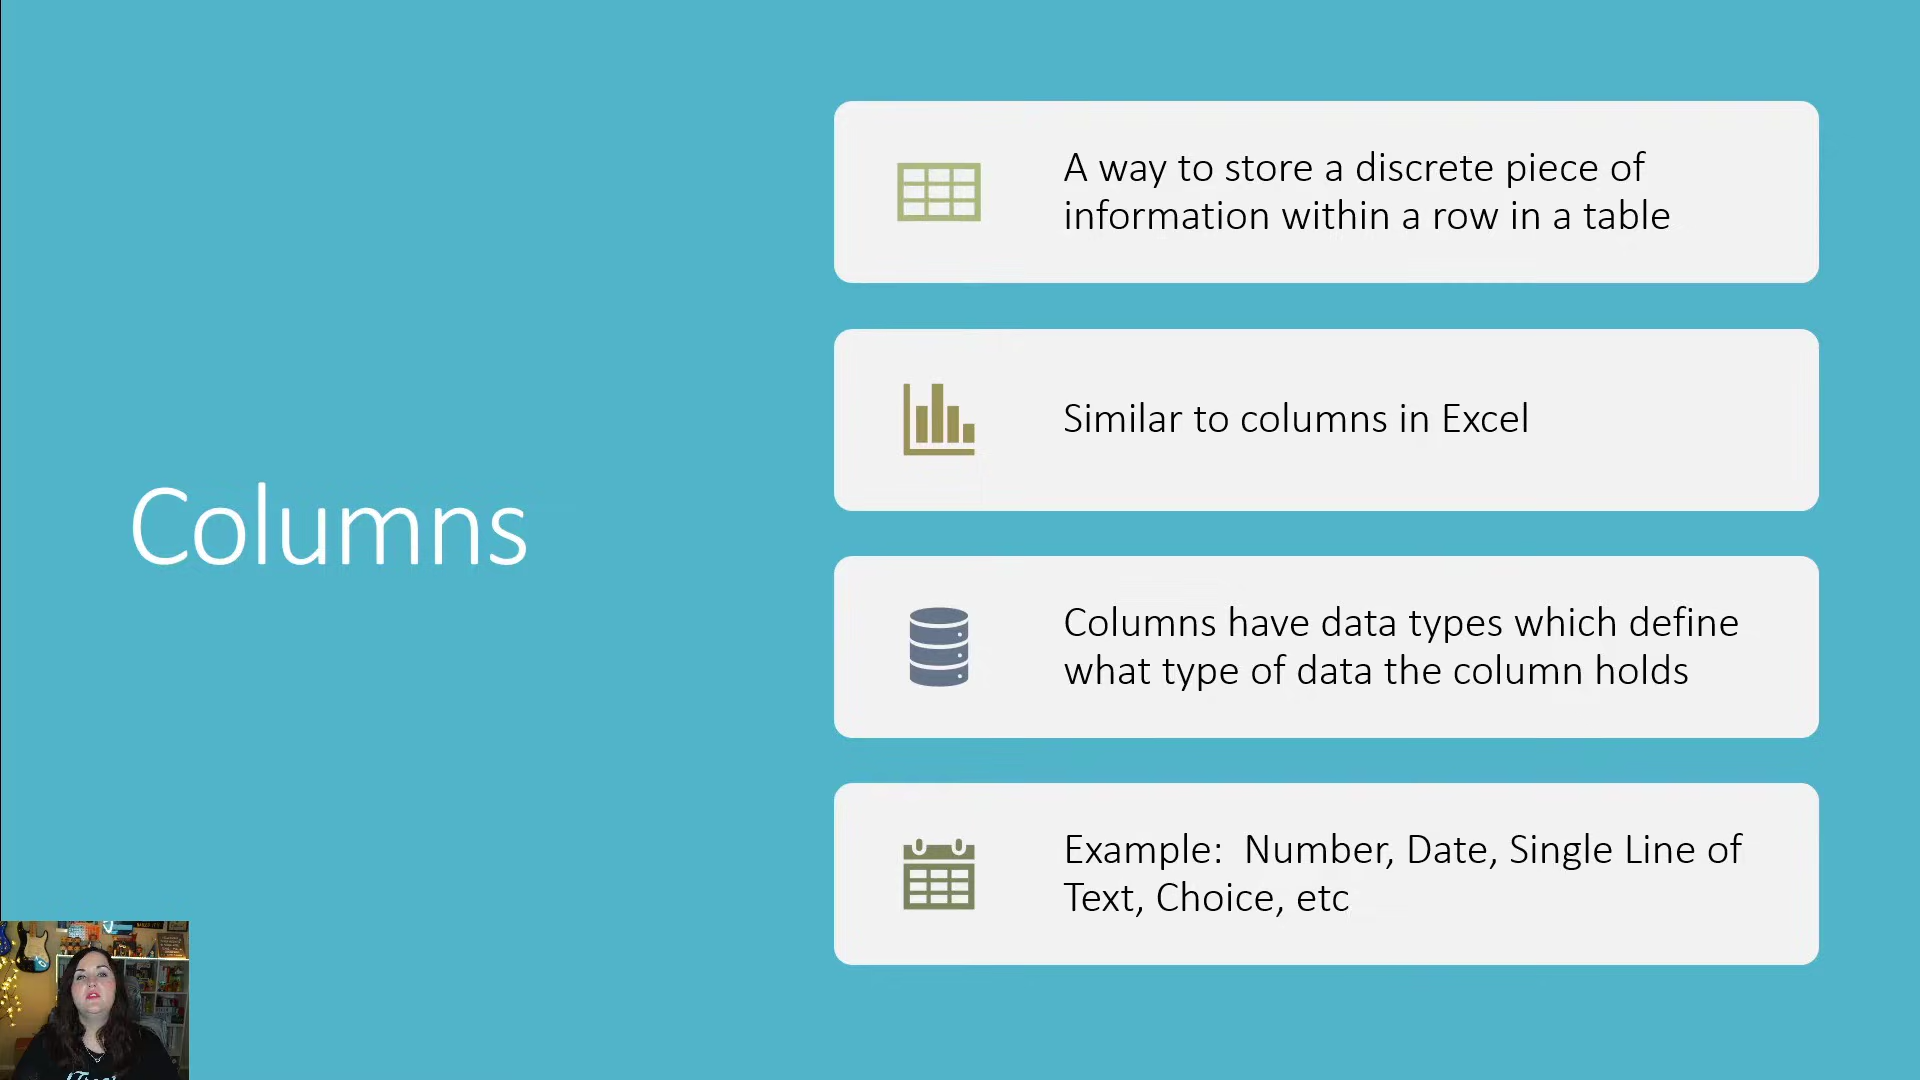 Columns
A way to store a discrete piece of
information within a row in a table
Similar to columns in Excel
Columns have data types which define
what type of data the column holds
Example:  Number, Date, Single Line of
Text, Choice, etc